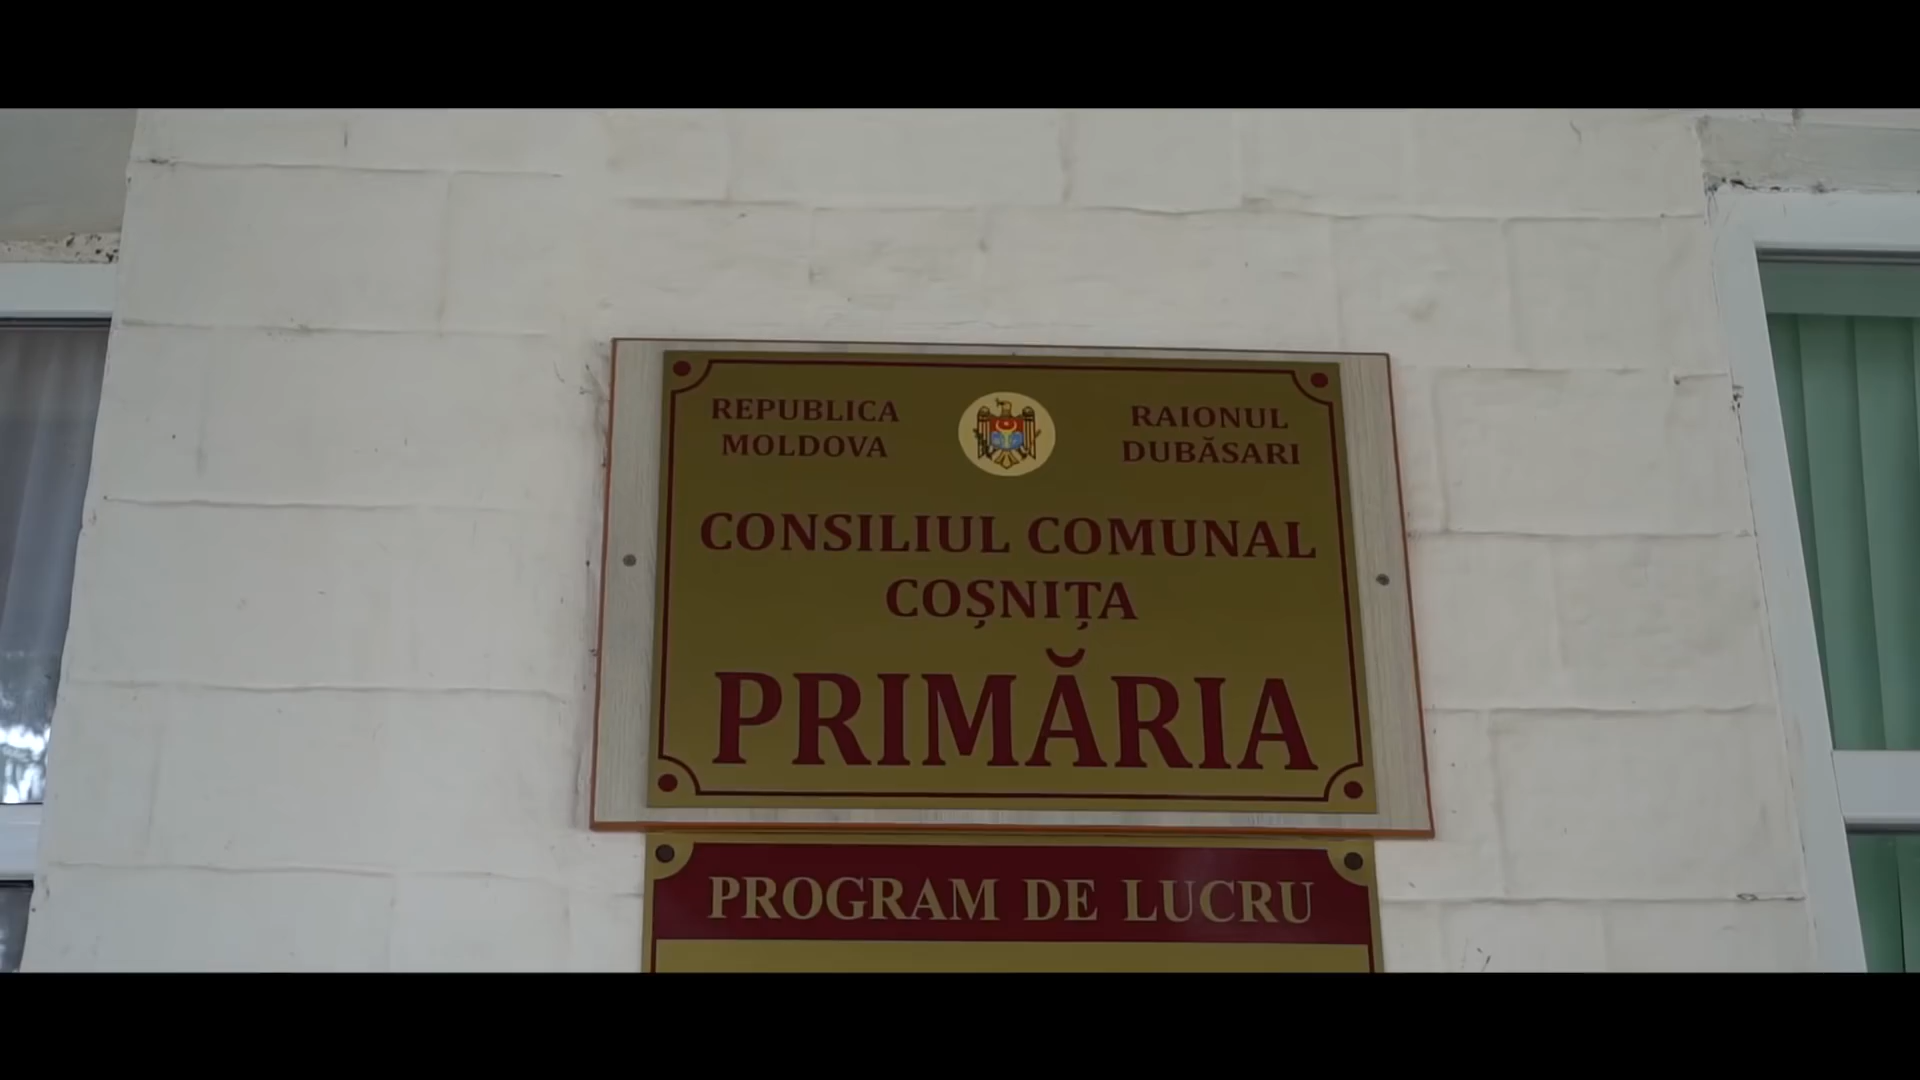 REPUBLICA
MOLDOVA
RAIONUL
DUBĂSARI
CONSILIUL COMUNAL
COȘNIȚA
PRIMĂRIA
PROGRAM DE LUCRU